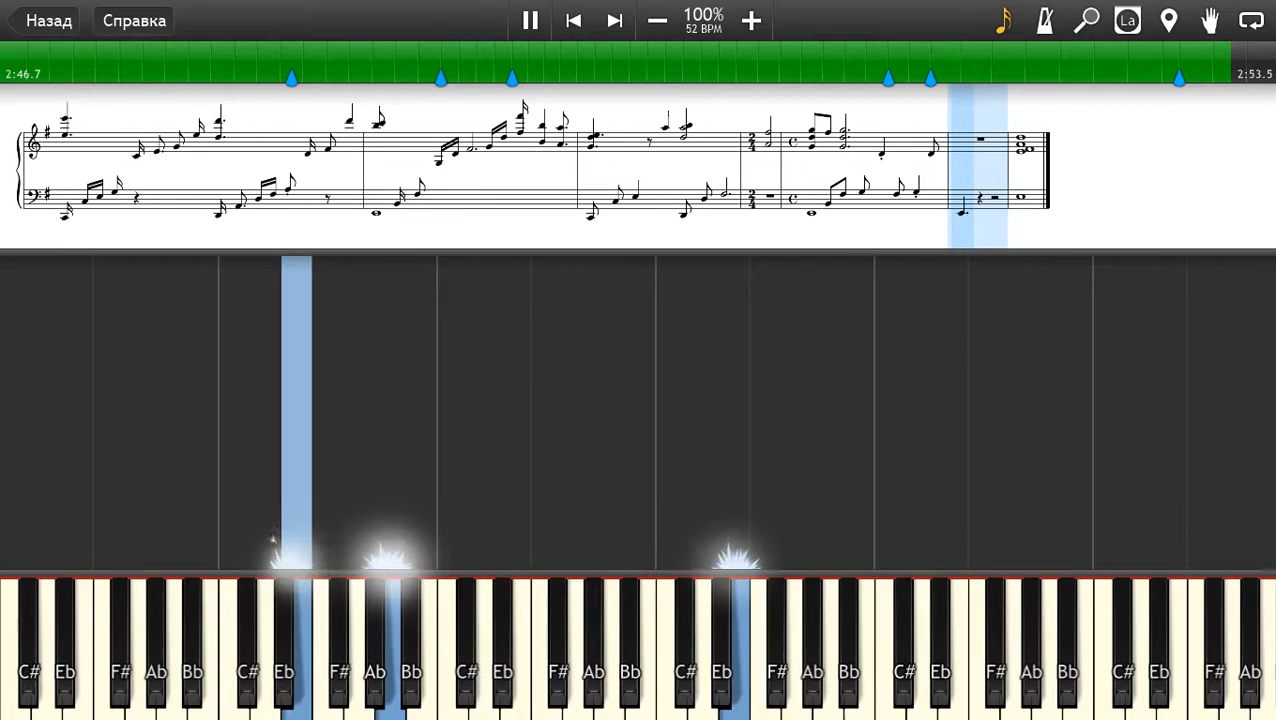 Назад Справка 100% La
52 BPM
2:46.7 2:53.5
C# Eb F# Ab Bb C# Eb F# Ab Bb C# Eb F# Ab Bb C# Eb F# Ab Bb C# Eb F# Ab Bb C# Eb F# Ab